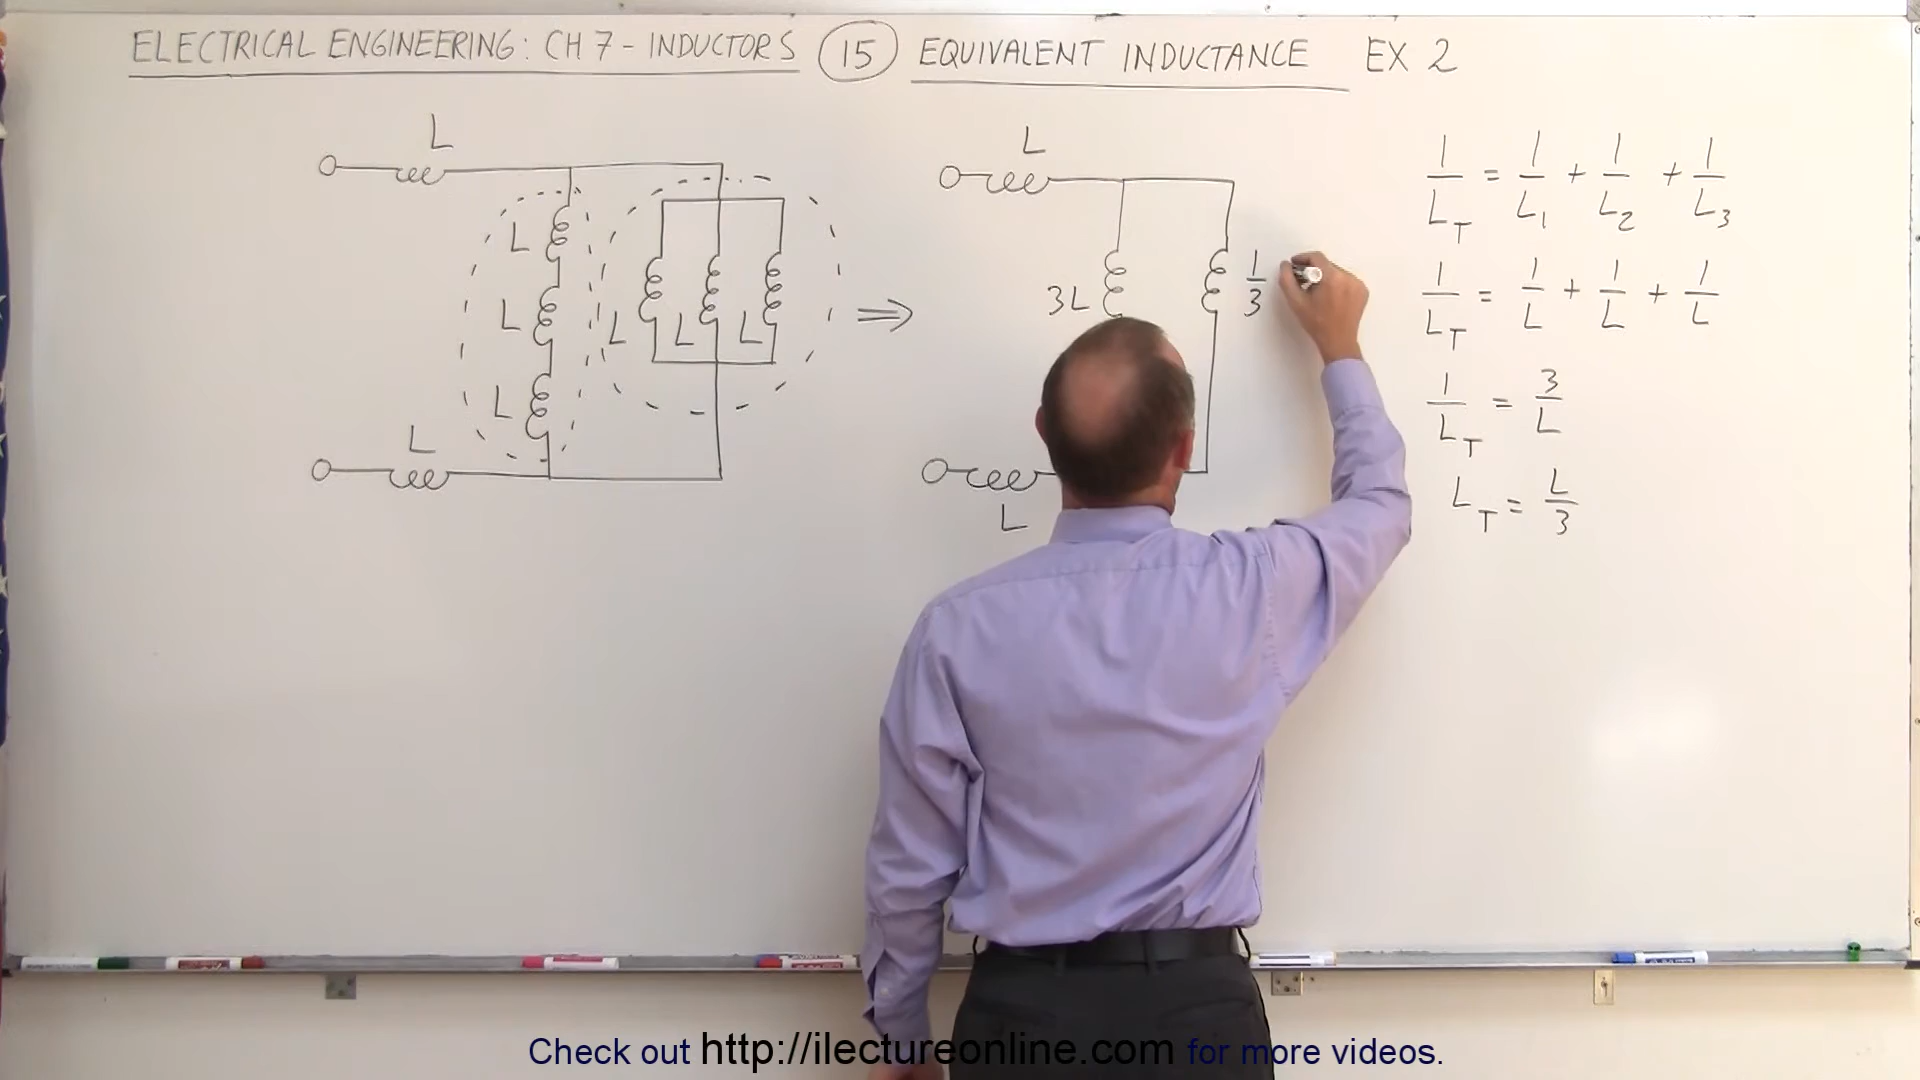 ELECTRICAL ENGINEERING: CH 7 - INDUCTORS 15 EQUIVALENT INDUCTANCE EX 2
L
L
L
L
L L L
L
L
L
3L
1/3
L
1/L_T = 1/L_1 + 1/L_2 + 1/L_3
1/L_T = 1/L + 1/L + 1/L
1/L_T = 3/L
L_T = L/3
Check out http://ilectureonline.com for more videos.